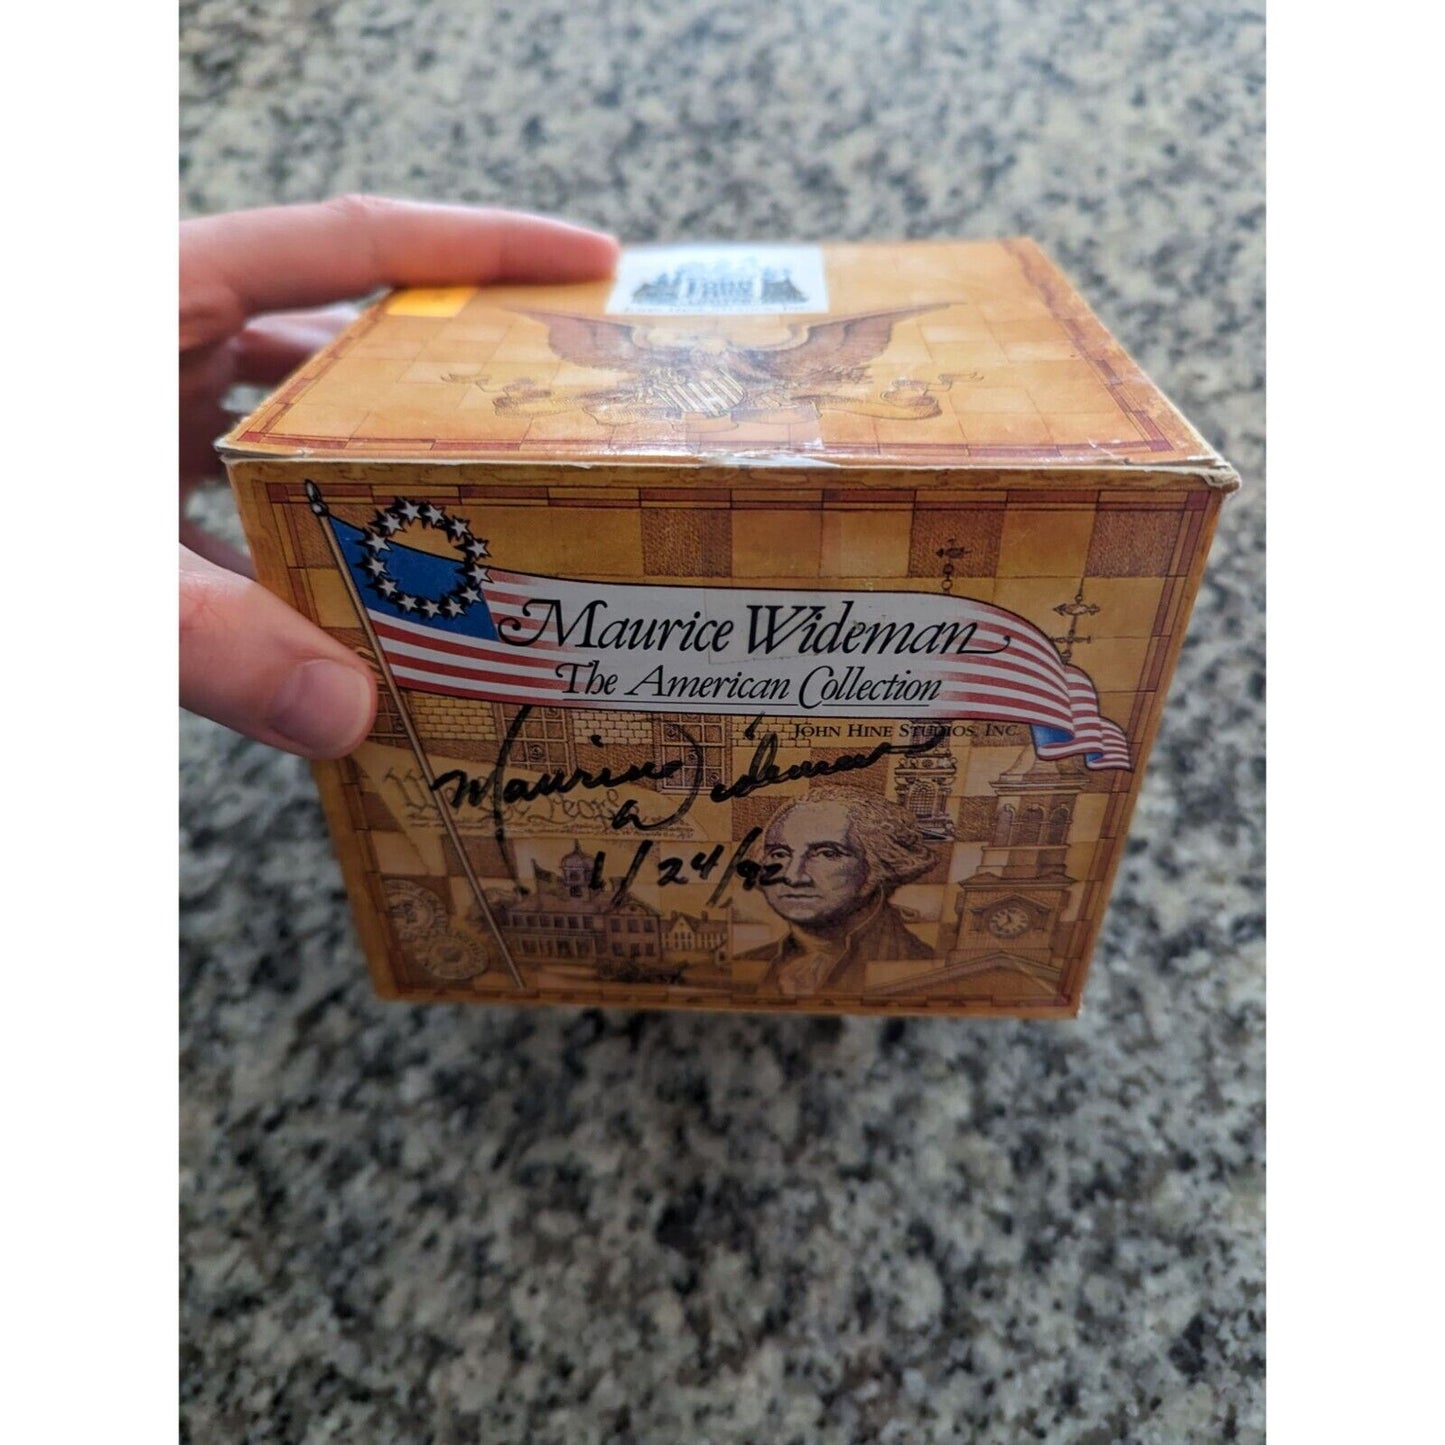 Maurice Wideman
The American Collection
JOHN HINE STUDIOS, INC.
Maurice Wideman
1/24/92